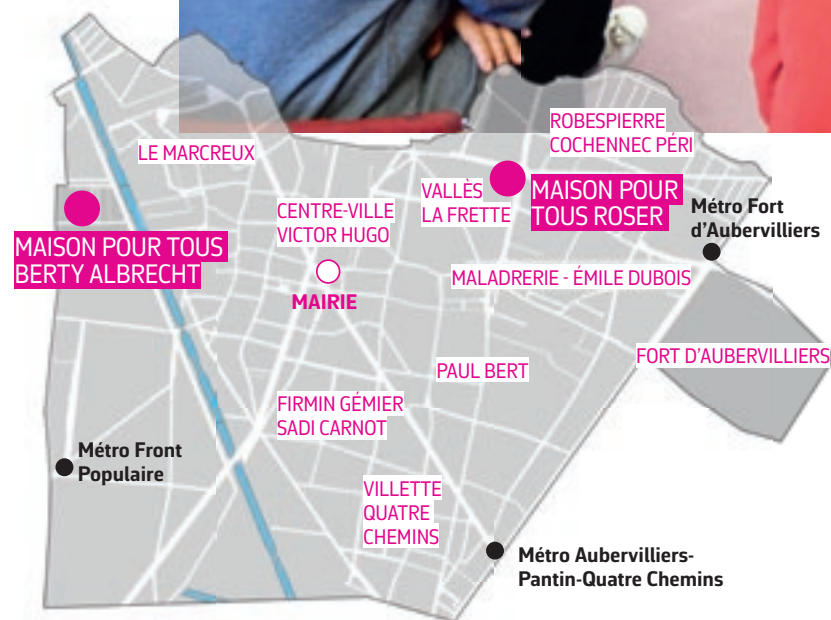 ROBESPIERRE
COCHENNEC PÉRI
LE MARCREUX
VALLÈS
LA FRETTE
MAISON POUR
TOUS ROSER
Métro Fort
d'Aubervilliers
CENTRE-VILLE
VICTOR HUGO
MAISON POUR TOUS
BERTY ALBRECHT
MAIRIE
MALADRERIE - ÉMILE DUBOIS
FORT D'AUBERVILLIERS
PAUL BERT
FIRMIN GÉMIER
SADI CARNOT
Métro Front
Populaire
VILLETTE
QUATRE
CHEMINS
Métro Aubervilliers-
Pantin-Quatre Chemins